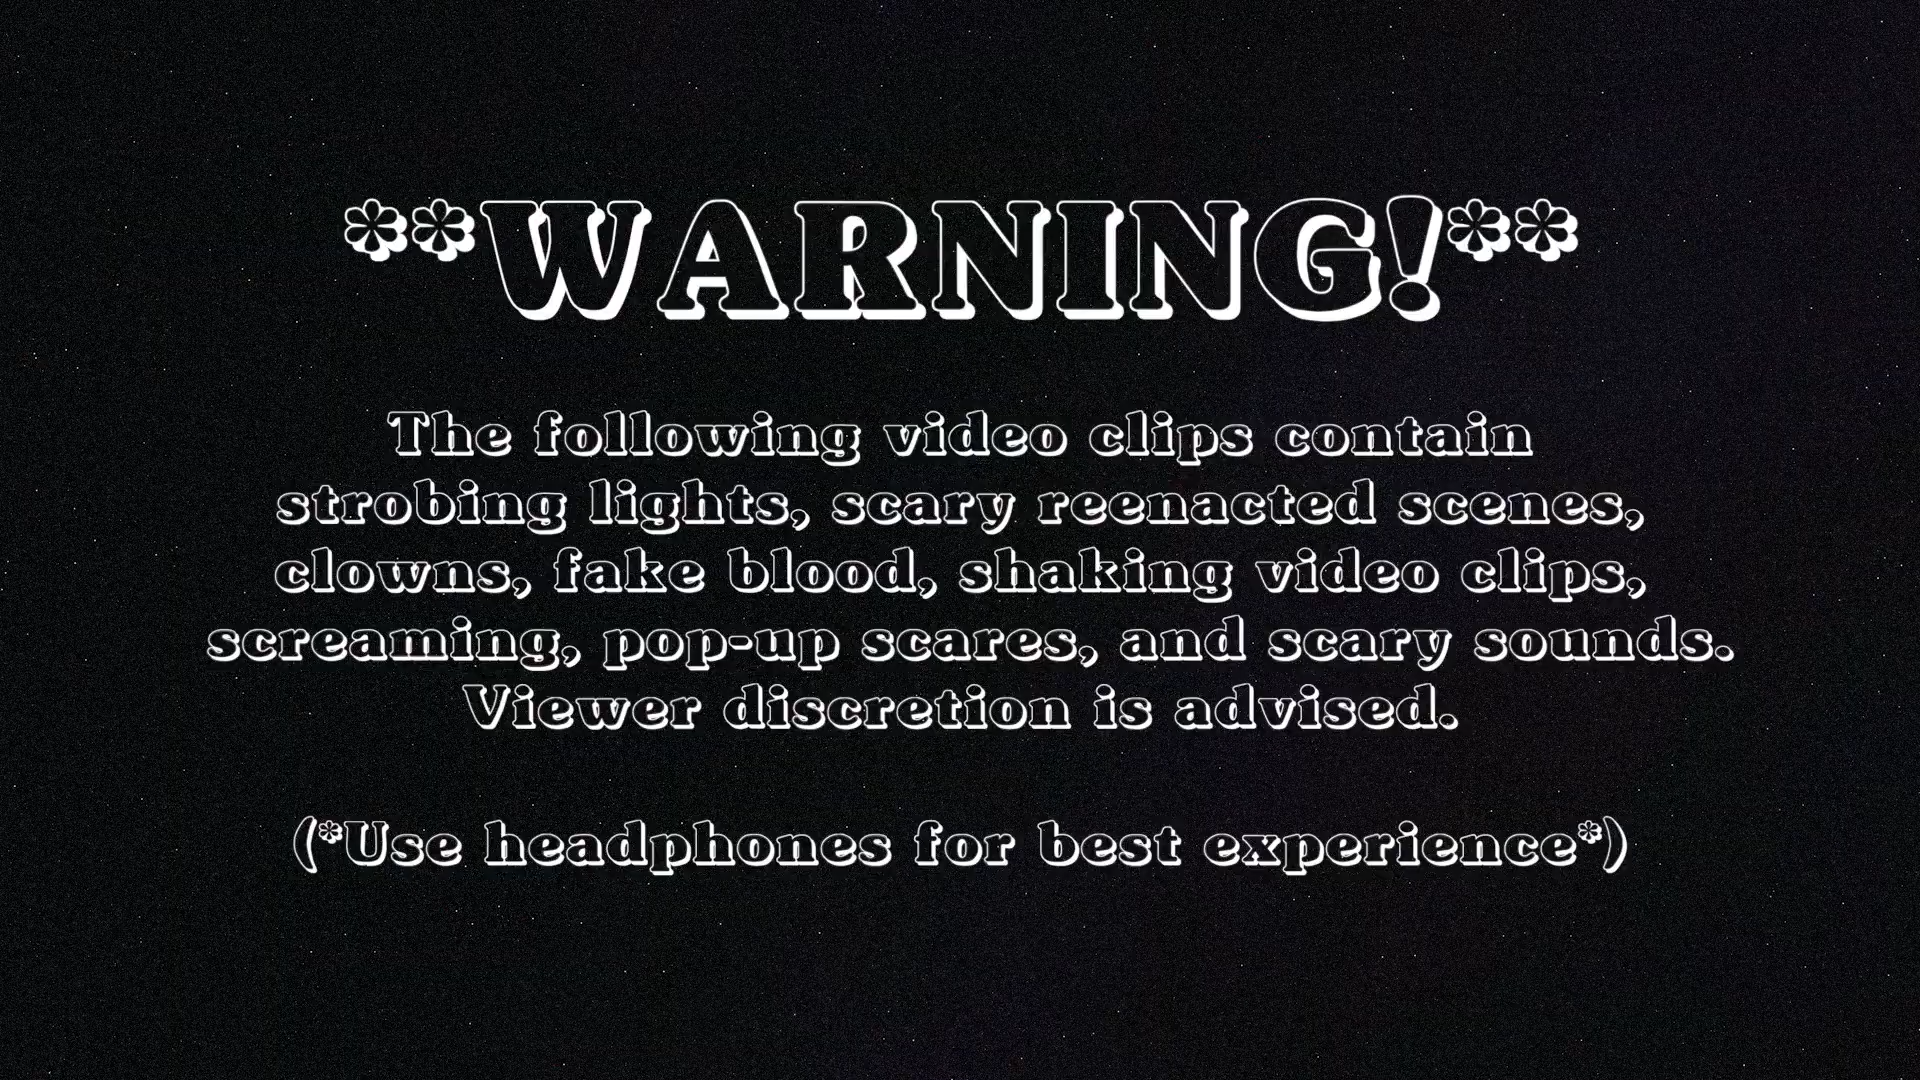 **WARNING!**
The following video clips contain
strobing lights, scary reenacted scenes,
clowns, fake blood, shaking video clips,
screaming, pop-up scares, and scary sounds.
Viewer discretion is advised.
(*Use headphones for best experience*)